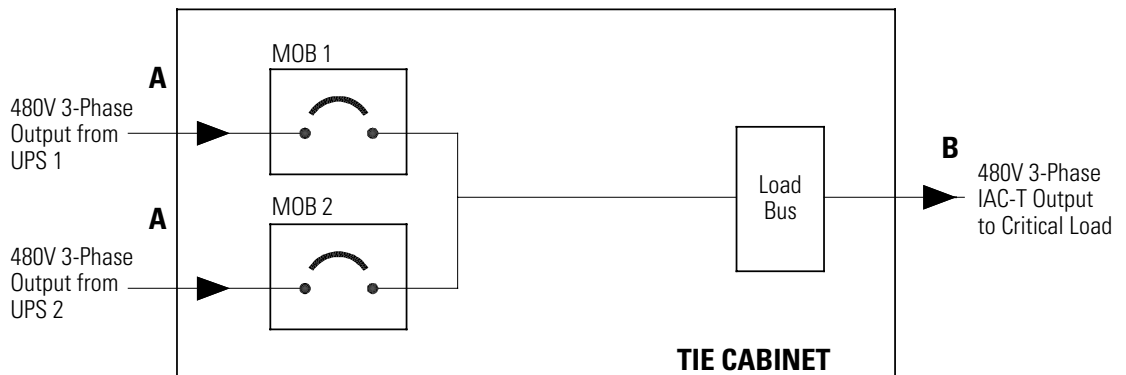 MOB 1
A
480V 3-Phase
Output from
UPS 1
MOB 2
A
480V 3-Phase
Output from
UPS 2
Load
Bus
B
480V 3-Phase
IAC-T Output
to Critical Load
TIE CABINET